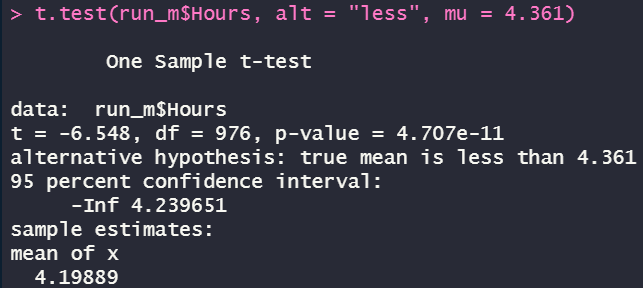 > t.test(run_m$Hours, alt = "less", mu = 4.361)
One Sample t-test
data:  run_m$Hours
t = -6.548, df = 976, p-value = 4.707e-11
alternative hypothesis: true mean is less than 4.361
95 percent confidence interval:
-Inf 4.239651
sample estimates:
mean of x
4.19889